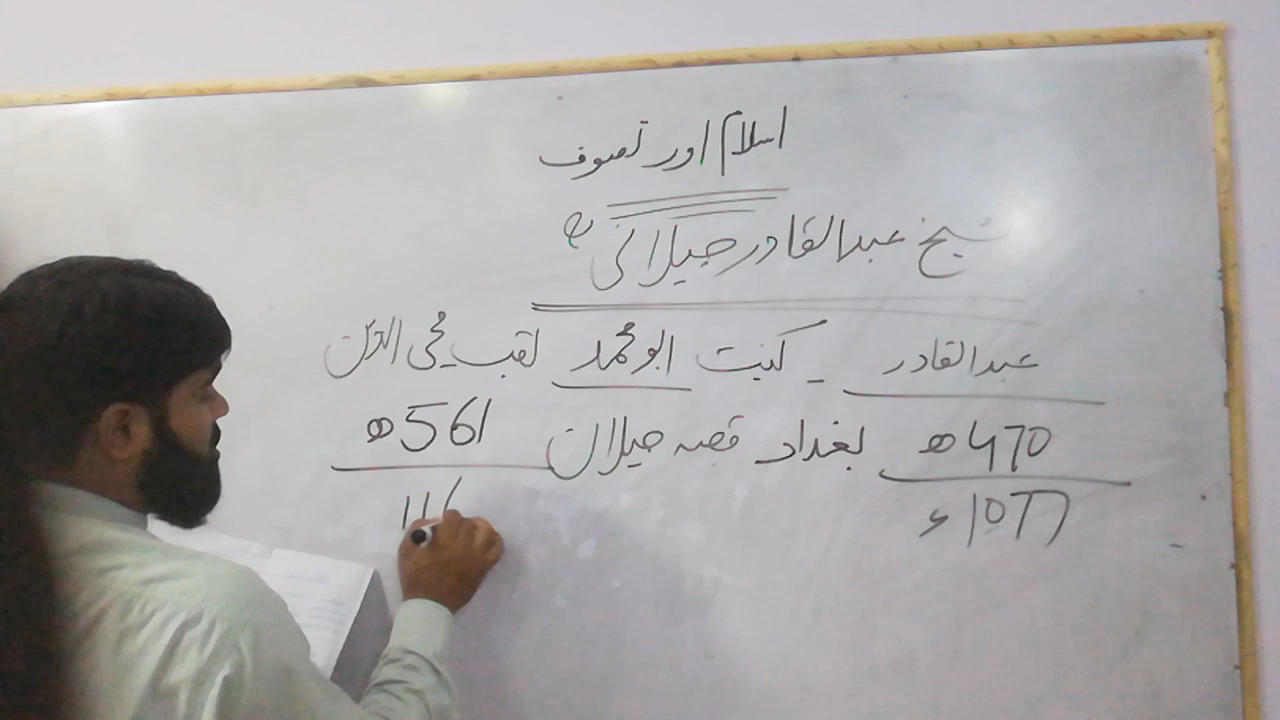 اسلام اور تصوف
شیخ عبدالقادر جیلانیؒ
عبدالقادر - کنیت ابو محمد لقب محی الدین
470ھ بغداد قصبہ جیلان 561ھ
1077ء 116